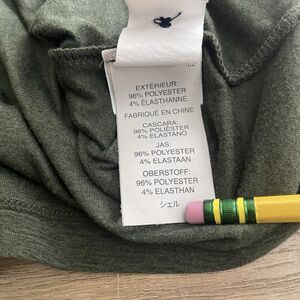 EXTÉRIEUR:
96% POLYESTER
4% ÉLASTHANNE
FABRIQUÉ EN CHINE
CASCARA:
96% POLIÉSTER
4% ELASTANO
JAS:
96% POLYESTER
4% ELASTAAN
OBERSTOFF:
96% POLYESTER
4% ELASTHAN
シェル